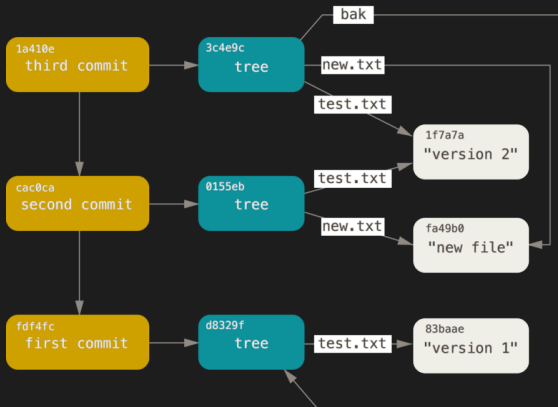 bak
1a410e
third commit
3c4e9c
tree
new.txt
test.txt
1f7a7a
"version 2"
cac0ca
second commit
0155eb
tree
test.txt
new.txt
fa49b0
"new file"
fdf4fc
first commit
d8329f
tree
test.txt
83baae
"version 1"